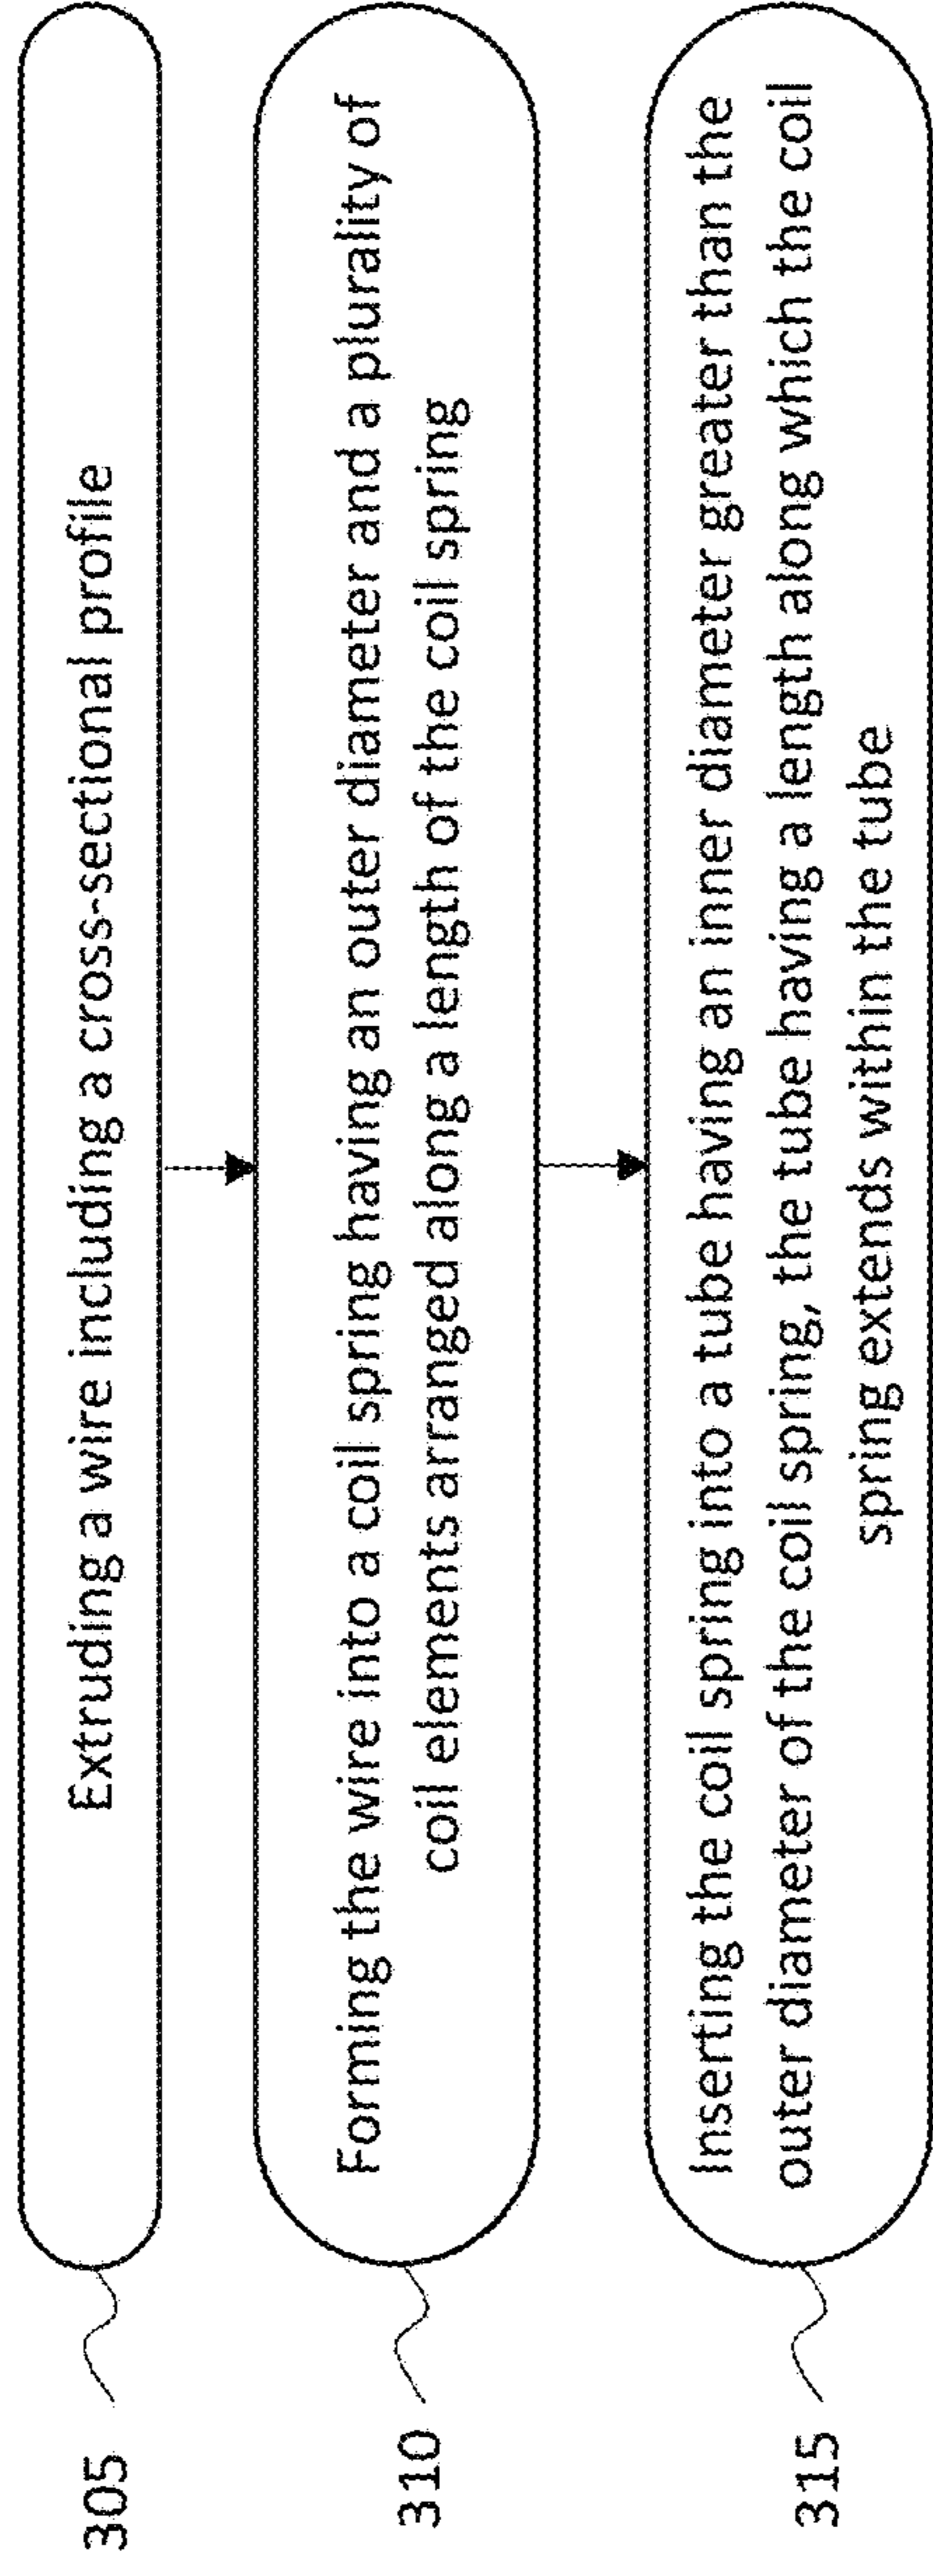 305
Extruding a wire including a cross-sectional profile
310
Forming the wire into a coil spring having an outer diameter and a plurality of
coil elements arranged along a length of the coil spring
315
Inserting the coil spring into a tube having an inner diameter greater than the
outer diameter of the coil spring, the tube having a length along which the coil
spring extends within the tube